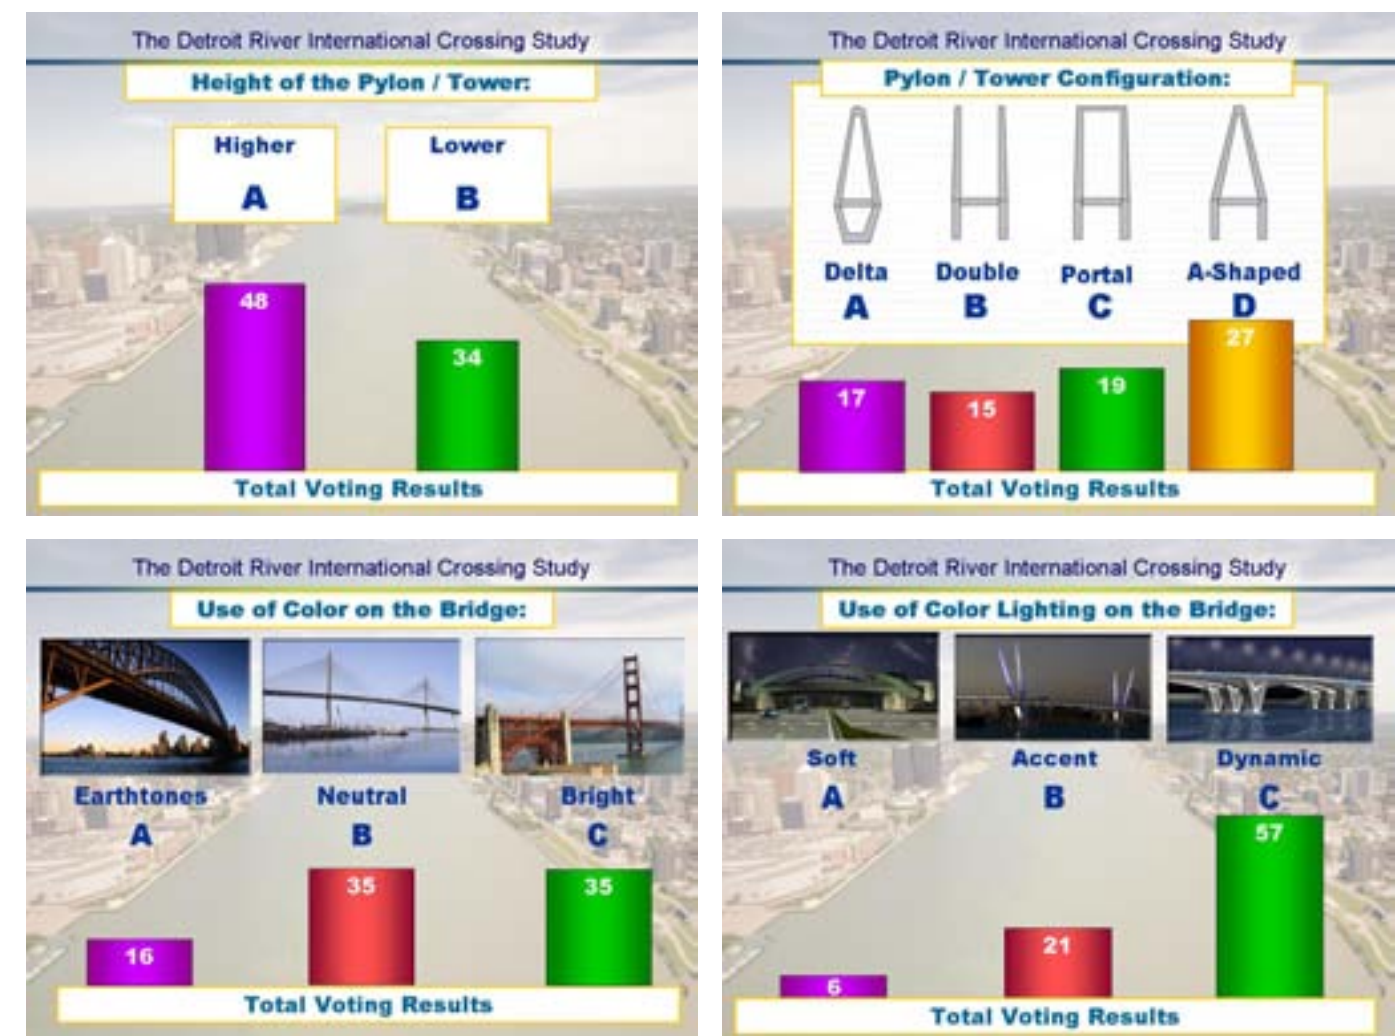 The Detroit River International Crossing Study
Height of the Pylon / Tower:
Higher Lower
A B
48
34
Total Voting Results
The Detroit River International Crossing Study
Pylon / Tower Configuration:
Delta Double Portal A-Shaped
A B C D
17 15 19 27
Total Voting Results
The Detroit River International Crossing Study
Use of Color on the Bridge:
Earthtones Neutral Bright
A B C
16 35 35
Total Voting Results
The Detroit River International Crossing Study
Use of Color Lighting on the Bridge:
Soft Accent Dynamic
A B C
6 21 57
Total Voting Results